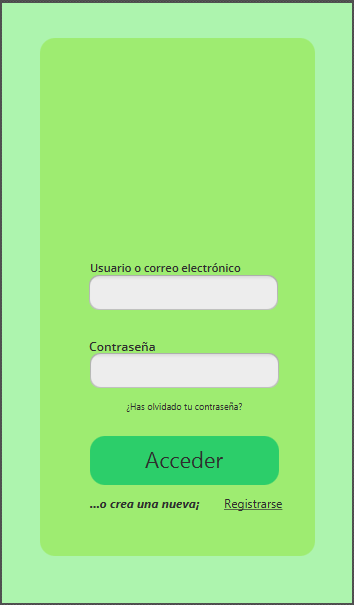 Usuario o correo electrónico
Contraseña
¿Has olvidado tu contraseña?
Acceder
...o crea una nueva¡ Registrarse